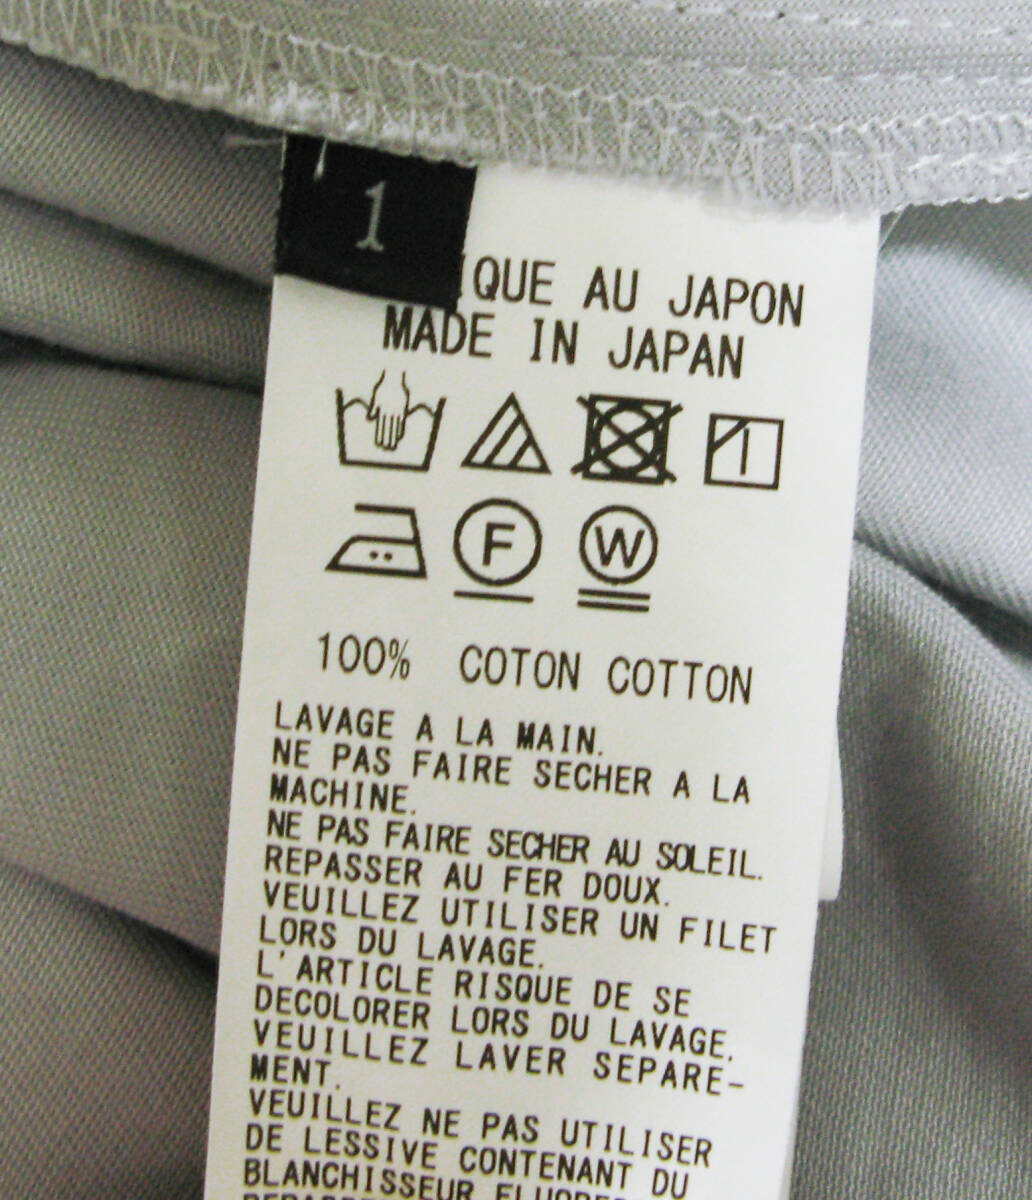 1
IQUE AU JAPON
MADE IN JAPAN
F W
100% COTON COTTON
LAVAGE A LA MAIN.
NE PAS FAIRE SECHER A LA
MACHINE.
NE PAS FAIRE SECHER AU SOLEIL.
REPASSER AU FER DOUX.
VEUILLEZ UTILISER UN FILET
LORS DU LAVAGE.
L'ARTICLE RISQUE DE SE
DECOLORER LORS DU LAVAGE.
VEUILLEZ LAVER SEPARE-
MENT.
VEUILLEZ NE PAS UTILISER
DE LESSIVE CONTENANT DU
BLANCHISSEUR